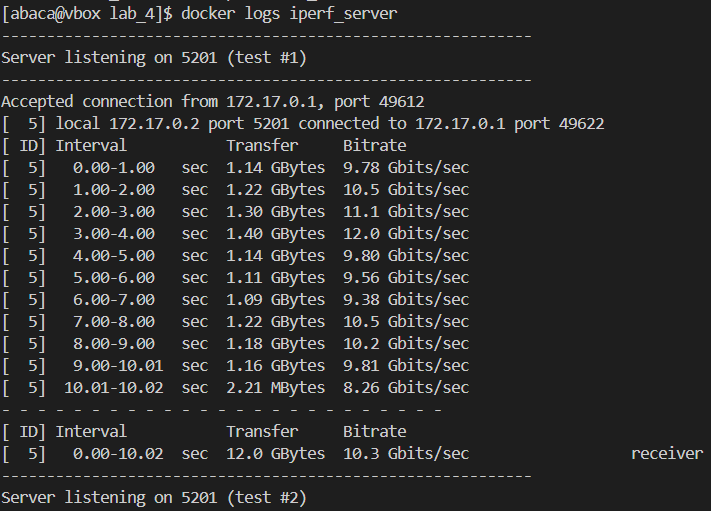 [abaca@vbox lab_4]$ docker logs iperf_server
-----------------------------------------------------------
Server listening on 5201 (test #1)
-----------------------------------------------------------
Accepted connection from 172.17.0.1, port 49612
[  5] local 172.17.0.2 port 5201 connected to 172.17.0.1 port 49622
[ ID] Interval           Transfer     Bitrate
[  5]   0.00-1.00   sec  1.14 GBytes  9.78 Gbits/sec
[  5]   1.00-2.00   sec  1.22 GBytes  10.5 Gbits/sec
[  5]   2.00-3.00   sec  1.30 GBytes  11.1 Gbits/sec
[  5]   3.00-4.00   sec  1.40 GBytes  12.0 Gbits/sec
[  5]   4.00-5.00   sec  1.14 GBytes  9.80 Gbits/sec
[  5]   5.00-6.00   sec  1.11 GBytes  9.56 Gbits/sec
[  5]   6.00-7.00   sec  1.09 GBytes  9.38 Gbits/sec
[  5]   7.00-8.00   sec  1.22 GBytes  10.5 Gbits/sec
[  5]   8.00-9.00   sec  1.18 GBytes  10.2 Gbits/sec
[  5]   9.00-10.01  sec  1.16 GBytes  9.81 Gbits/sec
[  5]  10.01-10.02  sec  2.21 MBytes  8.26 Gbits/sec
- - - - - - - - - - - - - - - - - - - - - - - - -
[ ID] Interval           Transfer     Bitrate
[  5]   0.00-10.02  sec  12.0 GBytes  10.3 Gbits/sec                  receiver
-----------------------------------------------------------
Server listening on 5201 (test #2)